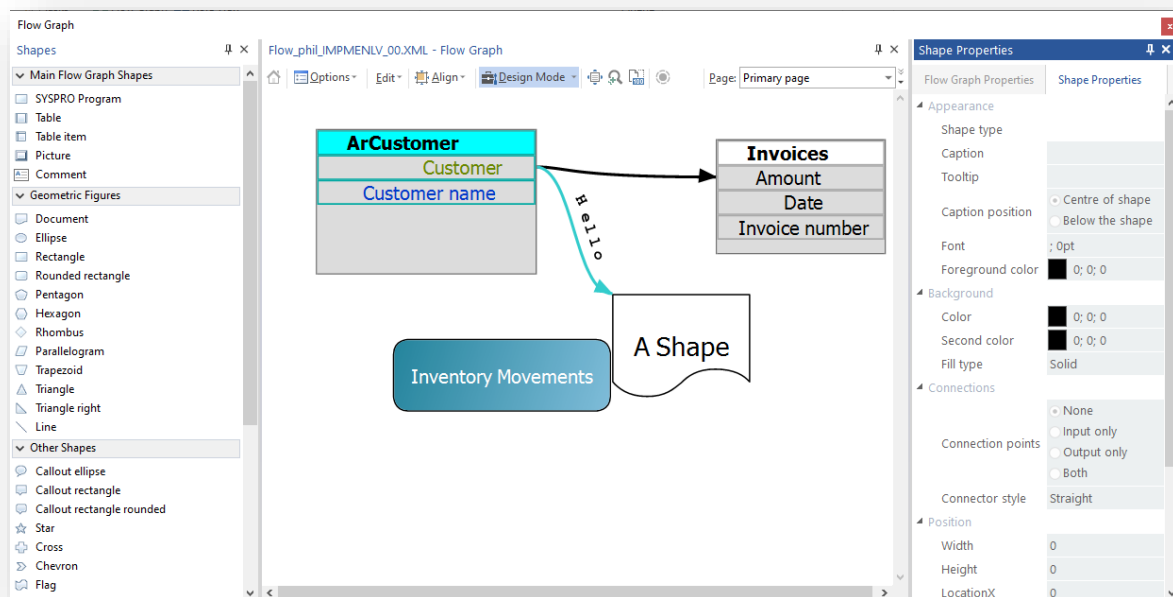 Flow Graph
Shapes
Main Flow Graph Shapes
SYSPRO Program
Table
Table item
Picture
Comment
Geometric Figures
Document
Ellipse
Rectangle
Rounded rectangle
Pentagon
Hexagon
Rhombus
Parallelogram
Trapezoid
Triangle
Triangle right
Line
Other Shapes
Callout ellipse
Callout rectangle
Callout rectangle rounded
Star
Cross
Chevron
Flag
Flow_phil_IMPMENLV_00.XML - Flow Graph
Options Edit Align Design Mode Page: Primary page
ArCustomer
Customer
Customer name
Invoices
Amount
Date
Invoice number
Hello
A Shape
Inventory Movements
Shape Properties
Flow Graph Properties Shape Properties
Appearance
Shape type
Caption
Tooltip
Caption position
Centre of shape
Below the shape
Font ; 0pt
Foreground color 0; 0; 0
Background
Color 0; 0; 0
Second color 0; 0; 0
Fill type Solid
Connections
Connection points
None
Input only
Output only
Both
Connector style Straight
Position
Width 0
Height 0
LocationX 0